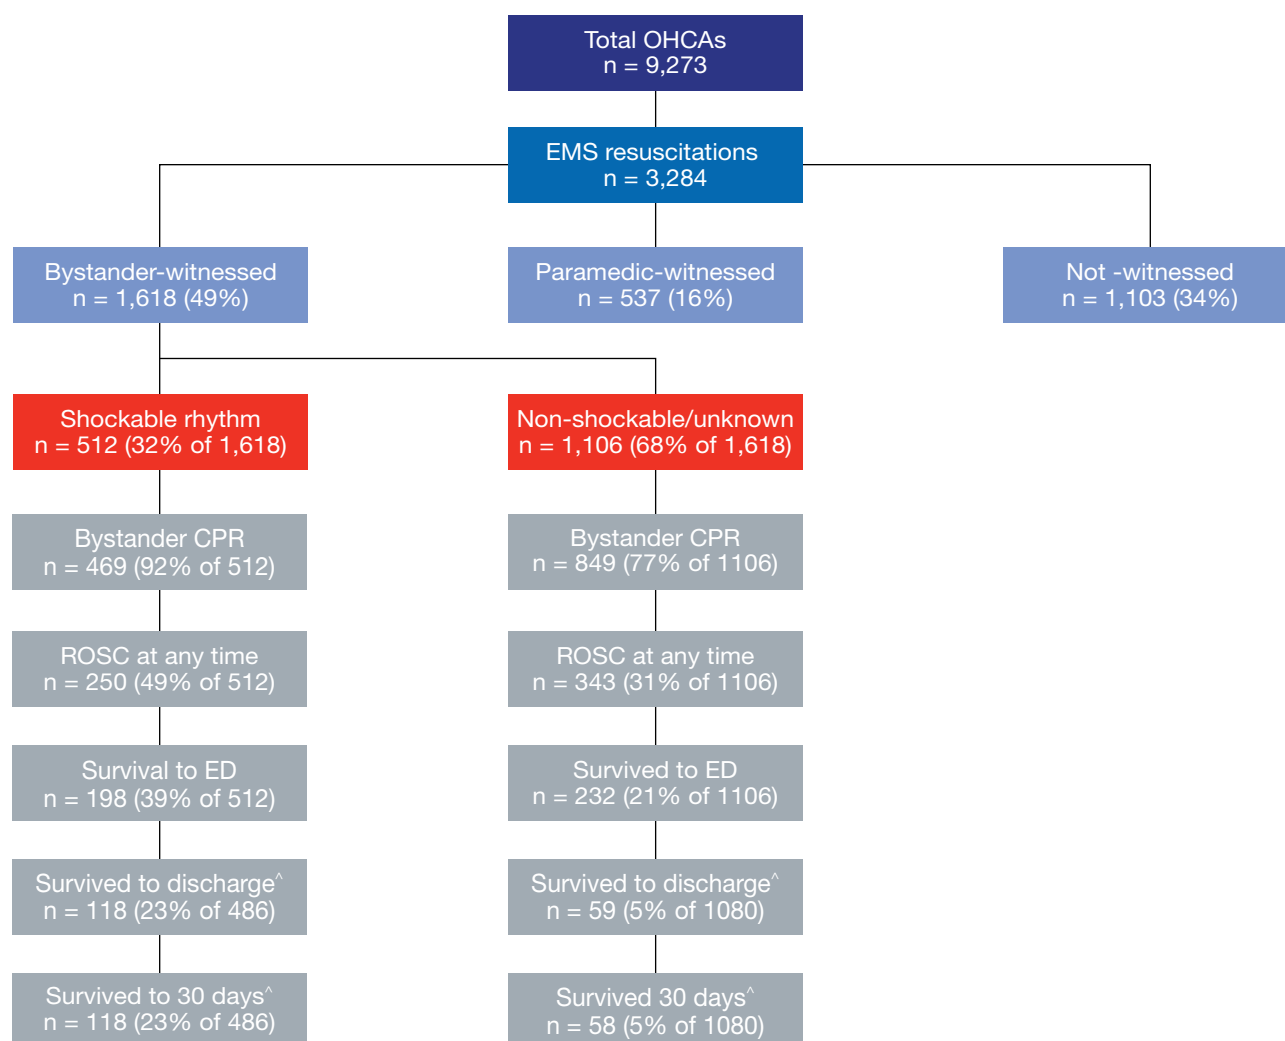 Total OHCAs
n = 9,273
EMS resuscitations
n = 3,284
Bystander-witnessed
n = 1,618 (49%)
Paramedic-witnessed
n = 537 (16%)
Not -witnessed
n = 1,103 (34%)
Shockable rhythm
n = 512 (32% of 1,618)
Non-shockable/unknown
n = 1,106 (68% of 1,618)
Bystander CPR
n = 469 (92% of 512)
Bystander CPR
n = 849 (77% of 1106)
ROSC at any time
n = 250 (49% of 512)
ROSC at any time
n = 343 (31% of 1106)
Survival to ED
n = 198 (39% of 512)
Survived to ED
n = 232 (21% of 1106)
Survived to discharge^
n = 118 (23% of 486)
Survived to discharge^
n = 59 (5% of 1080)
Survived to 30 days^
n = 118 (23% of 486)
Survived 30 days^
n = 58 (5% of 1080)